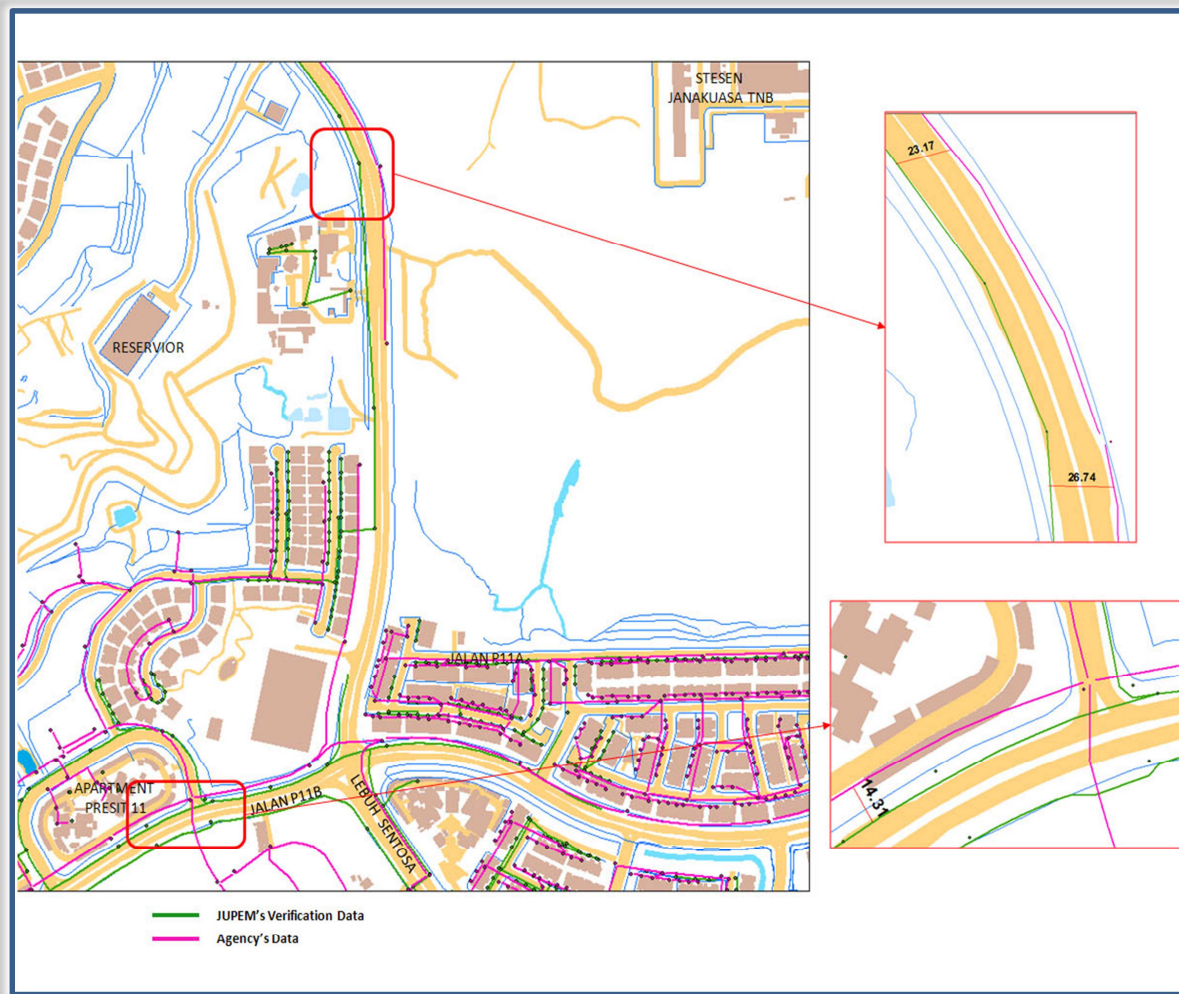 STESEN
JANAKUASA TNB
23.17
RESERVIOR
26.74
JALAN P11A
APARTMENT
PRESIT 11
JALAN P11B
LEBUH SENTOSA
14.31
JUPEM's Verification Data
Agency's Data